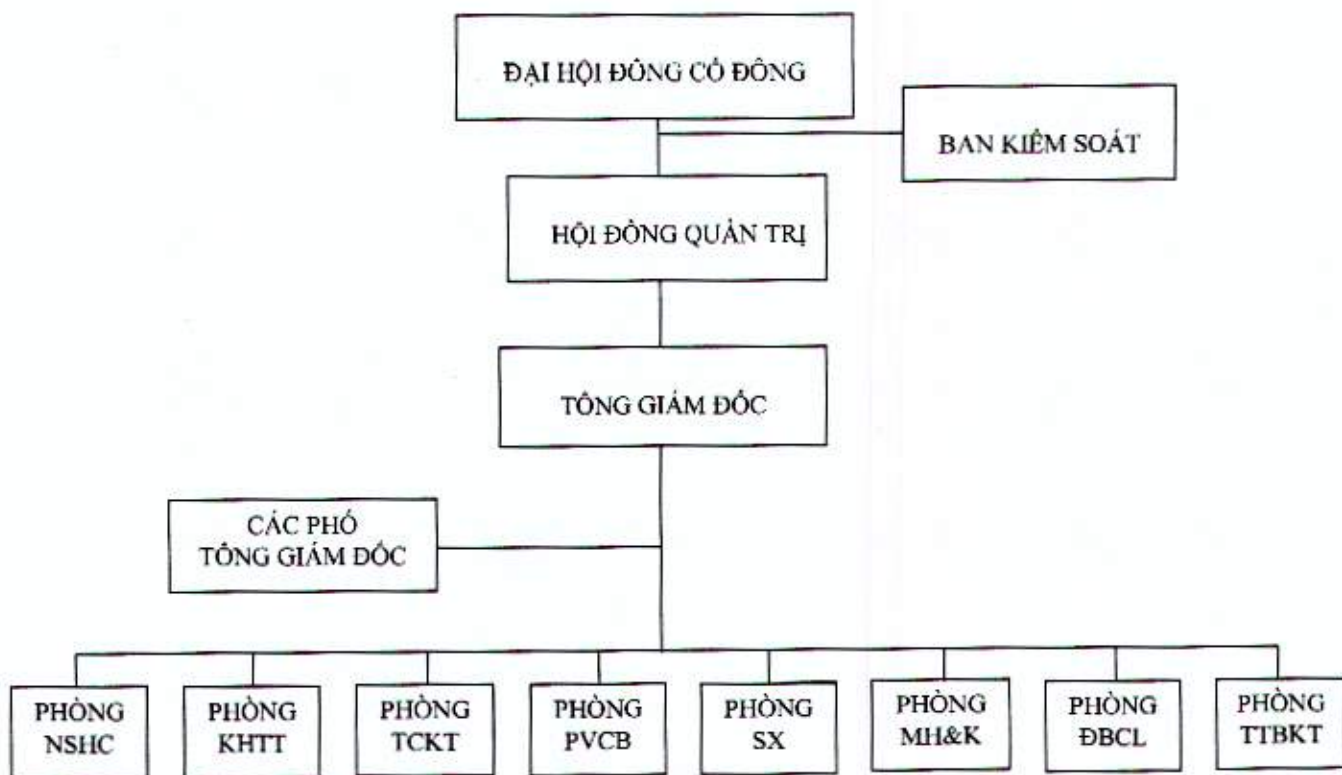 ĐẠI HỘI ĐỒNG CỔ ĐÔNG
BAN KIỂM SOÁT
HỘI ĐỒNG QUẢN TRỊ
TỔNG GIÁM ĐỐC
CÁC PHÓ
TỔNG GIÁM ĐỐC
PHÒNG
NSHC
PHÒNG
KHTT
PHÒNG
TCKT
PHÒNG
PVCB
PHÒNG
SX
PHÒNG
MH&K
PHÒNG
ĐBCL
PHÒNG
TTBKT